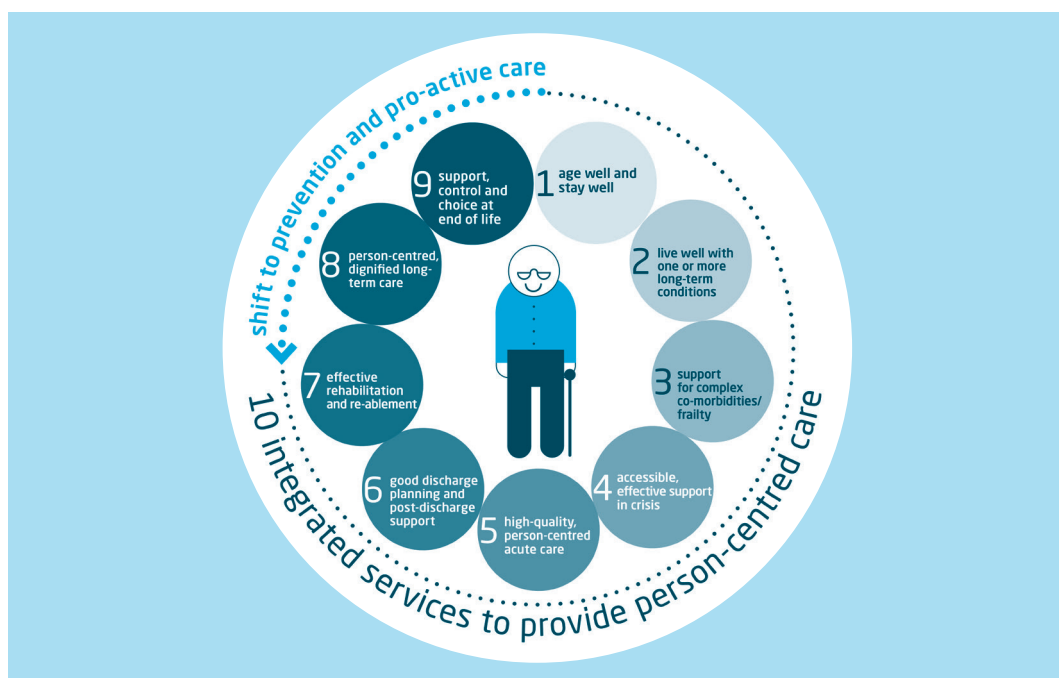 shift to prevention and pro-active care
1 age well and
stay well
2 live well with
one or more
long-term
conditions
3 support
for complex
co-morbidities/
frailty
4 accessible,
effective support
in crisis
5 high-quality,
person-centred
acute care
6 good discharge
planning and
post-discharge
support
7 effective
rehabilitation
and re-ablement
8 person-centred,
dignified long-
term care
9 support,
control and
choice at
end of life
10 integrated services to provide person-centred care